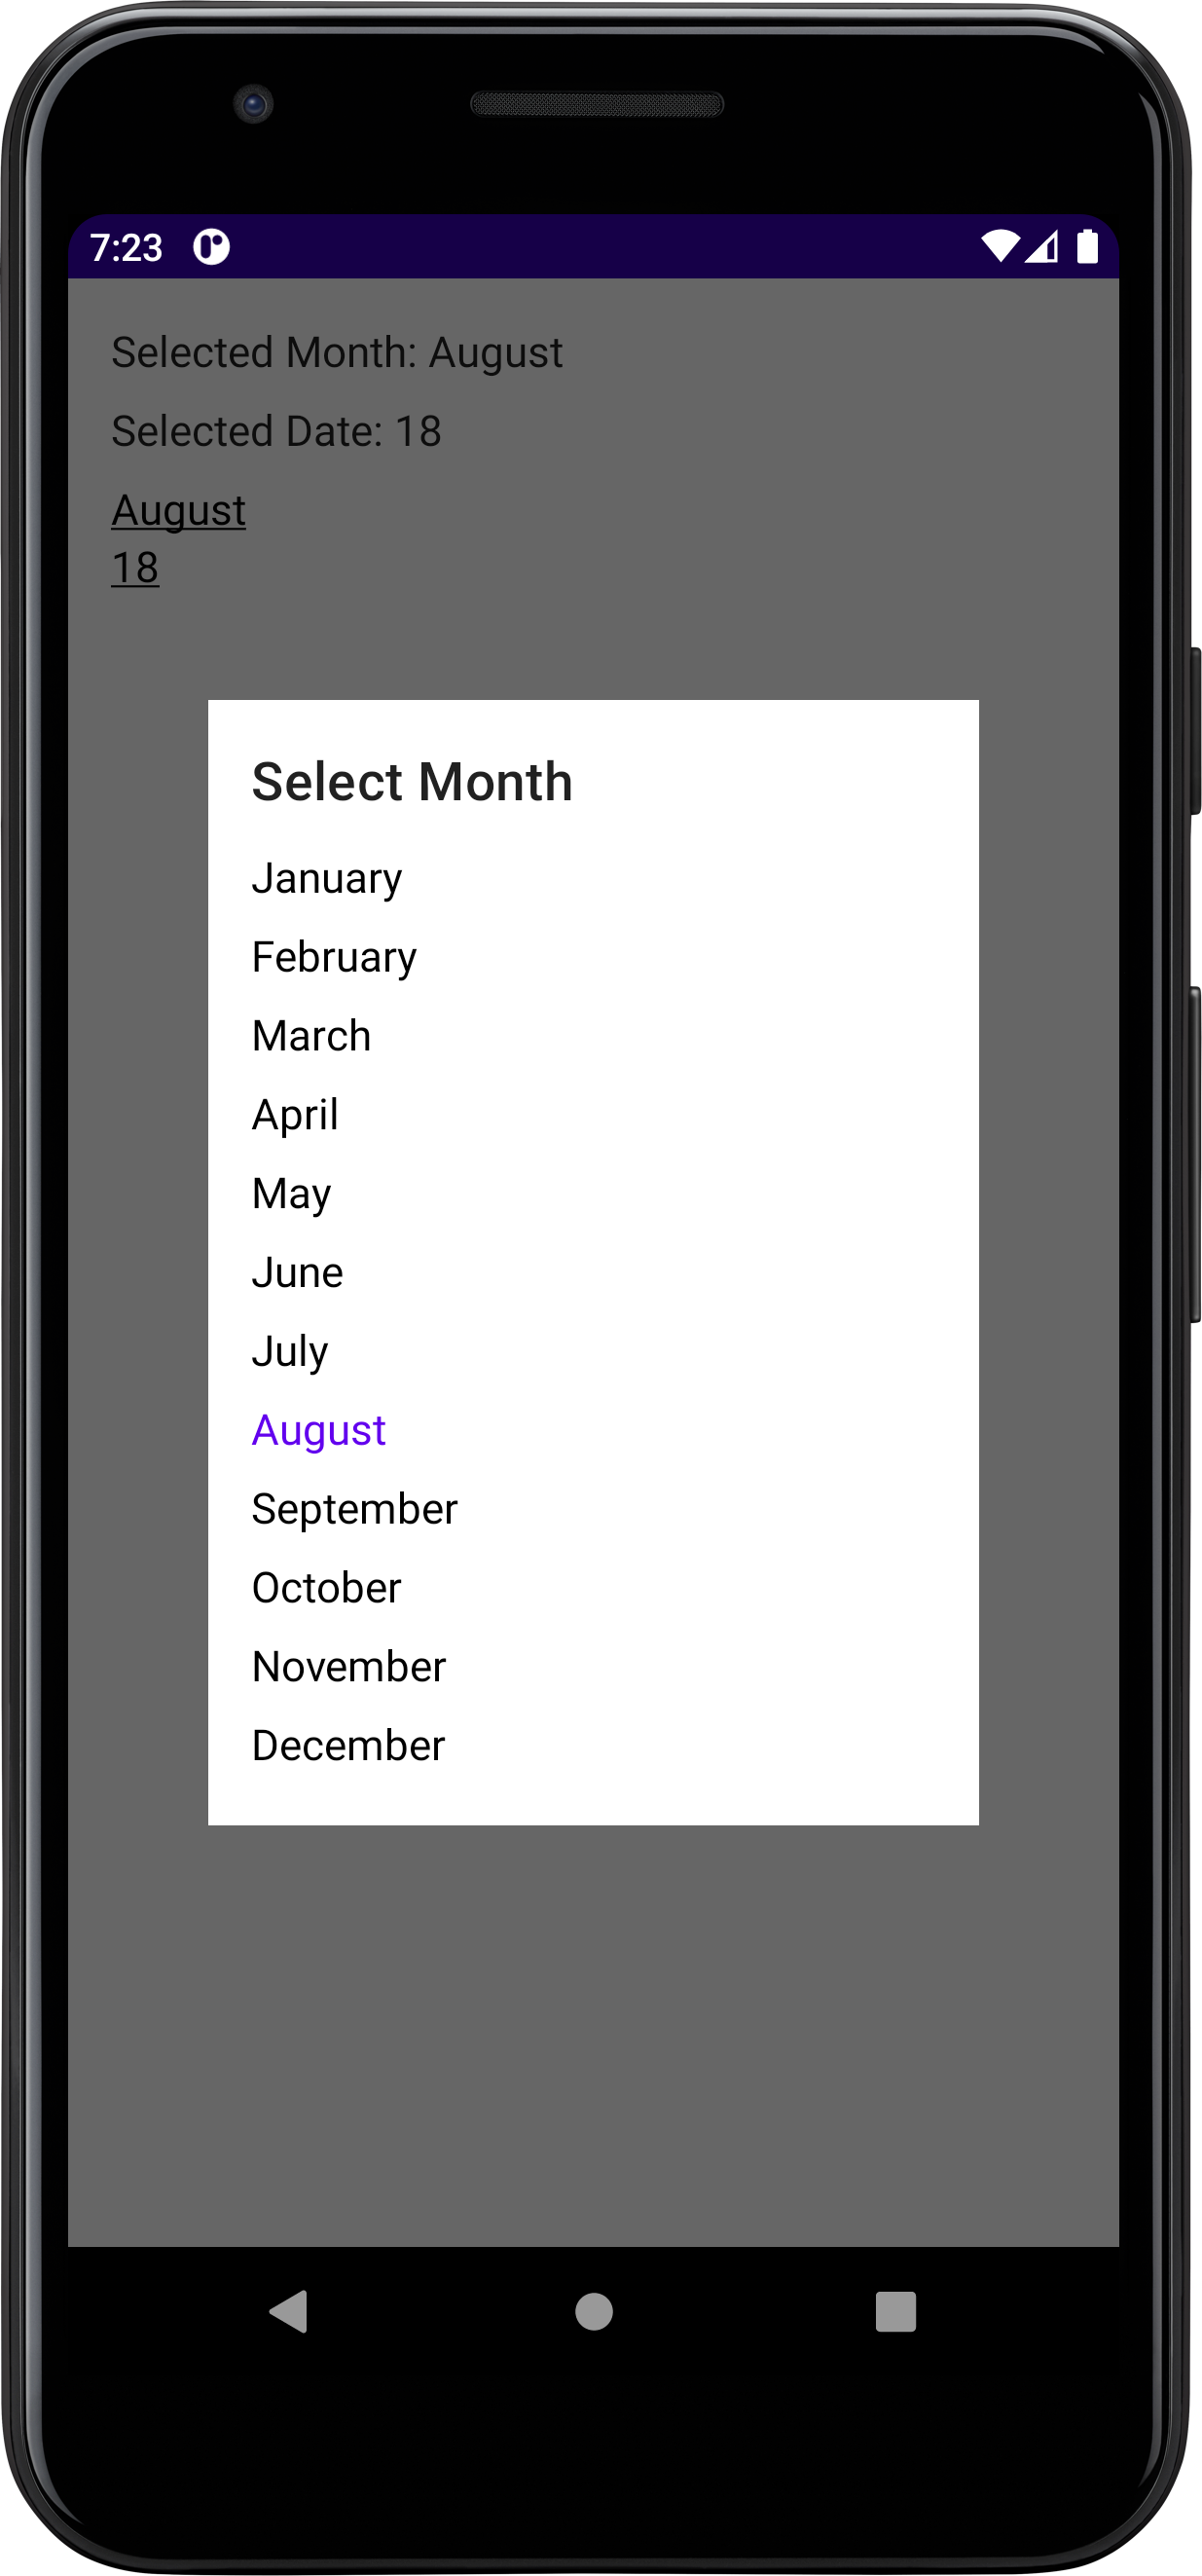 7:23
Selected Month: August
Selected Date: 18
August
18
Select Month
January
February
March
April
May
June
July
August
September
October
November
December